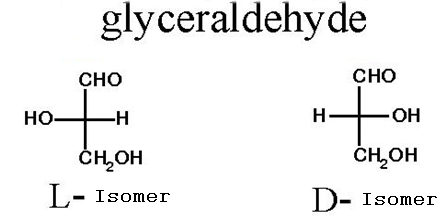 glyceraldehyde
CHO CHO
HO H H OH
CH₂OH CH₂OH
L- Isomer D- Isomer